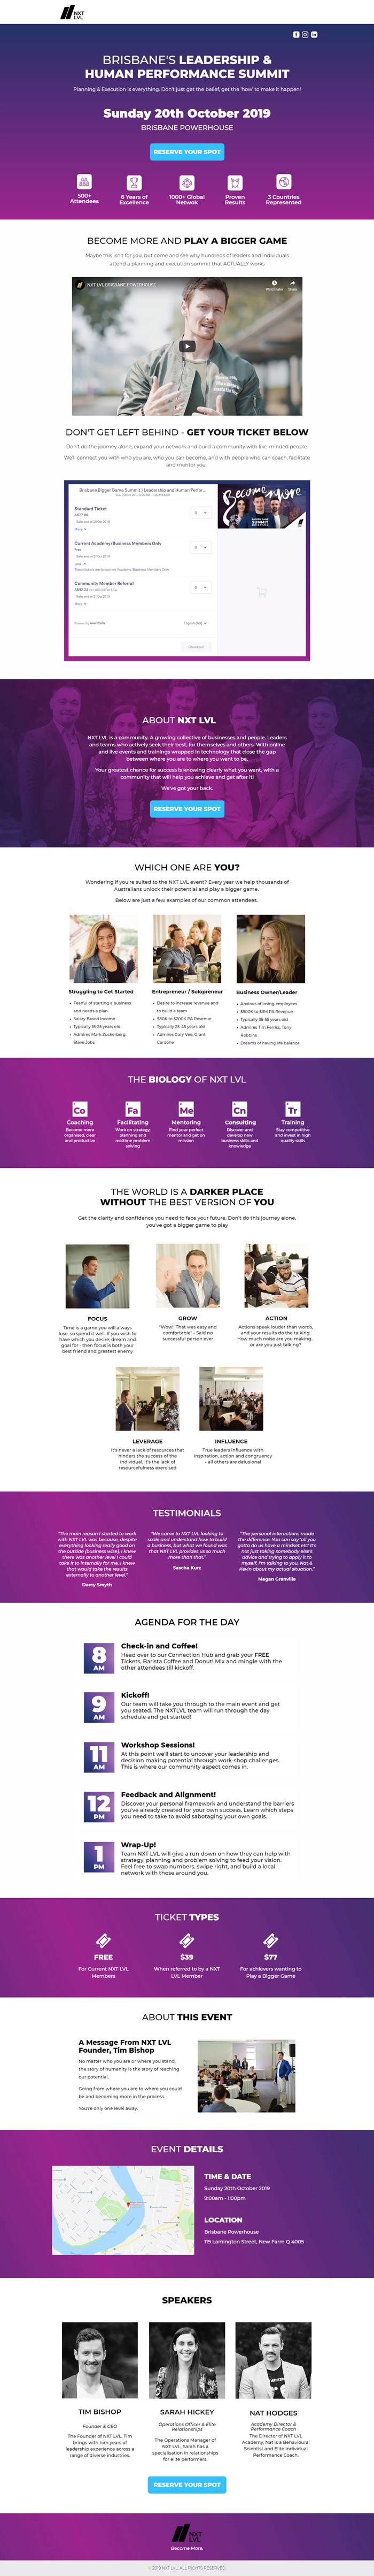 NXT
LVL
BRISBANE'S LEADERSHIP &
HUMAN PERFORMANCE SUMMIT
Planning & Execution is everything. Don't just get the belief, get the 'how' to make it happen!
Sunday 20th October 2019
BRISBANE POWERHOUSE
RESERVE YOUR SPOT
500+
Attendees
6 Years of
Excellence
1000+ Global
Netwok
Proven
Results
3 Countries
Represented
BECOME MORE AND PLAY A BIGGER GAME
Maybe this isn't for you, but come and see why hundreds of leaders and individuals
attend a planning and execution summit that ACTUALLY works
NXT LVL BRISBANE POWERHOUSE
Watch later
Share
DON'T GET LEFT BEHIND - GET YOUR TICKET BELOW
Don't do the journey alone, expand your network and build a community with like-minded people.
We'll connect you with who you are, who you can become, and with people who can coach, facilitate
and mentor you.
Brisbane Bigger Game Summit | Leadership and Human Perfor...
Standard Ticket
A$77.00
More
Current Academy/Business Members Only
Free
These tickets are for current Academy/Business Members Only.
Community Member Referral
More
Powered by eventbrite
English (AU)
Checkout
Become more
ABOUT NXT LVL
NXT LVL is a community. A growing collective of businesses and people. Leaders
and teams who actively seek their best, for themselves and others. With online
and live events and trainings wrapped in technology that close the gap
between where you are to where you want to be.
Your greatest chance for success is knowing clearly what you want, with a
community that will help you achieve and get after it!
We've got your back.
RESERVE YOUR SPOT
WHICH ONE ARE YOU?
Wondering if you're suited to the NXT LVL event? Every year we help thousands of
Australians unlock their potential and play a bigger game.
Below are just a few examples of our common attendees.
Struggling to Get Started
• Fearful of starting a business
and needs a plan.
• Salary Based Income
• Typically 18-25 years old
• Admires Mark Zuckerberg,
Steve Jobs
Entrepreneur / Solopreneur
• Desire to increase revenue and
to build a team
• $80K to $200K PA Revenue
• Typically 25-45 years old
• Admires Gary Vee, Grant
Cardone
Business Owner/Leader
• Anxious of losing employees
• $500K to $3M PA Revenue
• Typically 35-55 years old
• Admires Tim Ferriss, Tony
Robbins
• Dreams of having life balance
THE BIOLOGY OF NXT LVL
Co
Coaching
Become more
organised, clear
and productive
Fa
Facilitating
Work on strategy,
planning and
realtime problem
solving
Me
Mentoring
Find your perfect
mentor and get on
mission
Cn
Consulting
Discover and
develop new
business skills and
knowledge
Tr
Training
Stay competitive
and invest in high
quality skills
THE WORLD IS A DARKER PLACE
WITHOUT THE BEST VERSION OF YOU
Get the clarity and confidence you need to face your future. Don't do this journey alone,
you've got a bigger game to play
FOCUS
Time is a game you will always
lose, so spend it well. If you wish to
have which you desire, dream and
goal for - then focus is both your
best friend and greatest enemy
GROW
"Wow!! That was easy and
comfortable" - Said no
successful person ever
ACTION
Actions speak louder than words,
and your results do the talking.
How much noise are you making...
or are you just talking?
LEVERAGE
It's never a lack of resources that
hinders the success of the
individual, it's the lack of
resourcefulness exercised
INFLUENCE
True leaders influence with
inspiration, action and congruency
- all others are delusional
TESTIMONIALS
"The main reason I started to work
with NXT LVL was because, despite
everything looking really good on
the outside (business wise), I knew
there was another level I could
take it to internally for me. I knew
that would take the results
externally to another level."
Darcy Smyth
"We came to NXT LVL looking to
scale and understand how to build
a business, but what we found was
that NXT LVL provides us so much
more than that."
Sascha Kurz
"The personal interactions made
the difference. You can say 'oh you
gotta do us have a mindset etc' It's
not just taking somebody else's
advice and trying to apply it to
myself, I'm talking to you, Nat &
Kevin about my actual situation."
Megan Granville
AGENDA FOR THE DAY
8
AM
Check-in and Coffee!
Head over to our Connection Hub and grab your FREE
Tickets, Barista Coffee and Donut! Mix and mingle with the
other attendees till kickoff.
9
AM
Kickoff!
Our team will take you through to the main event and get
you seated. The NXTLVL team will run through the day
schedule and get started!
11
AM
Workshop Sessions!
At this point we'll start to uncover your leadership and
decision making potential through work-shop challenges.
This is where our community aspect comes in.
12
PM
Feedback and Alignment!
Discover your personal framework and understand the barriers
you've already created for your own success. Learn which steps
you need to take to avoid sabotaging your own goals.
1
PM
Wrap-Up!
Team NXT LVL will give a run down on how they can help with
strategy, planning and problem solving to feed your vision.
Feel free to swap numbers, swipe right, and build a local
network with those around you.
TICKET TYPES
FREE
For Current NXT LVL
Members
$39
When referred to by a NXT
LVL Member
$77
For achievers wanting to
Play a Bigger Game
ABOUT THIS EVENT
A Message From NXT LVL
Founder, Tim Bishop
No matter who you are or where you stand,
the story of humanity is the story of reaching
our potential.
Going from where you are to where you could
be and becoming more in the process.
You're only one level away.
EVENT DETAILS
TIME & DATE
Sunday 20th October 2019
9:00am - 1:00pm
LOCATION
Brisbane Powerhouse
119 Lamington Street, New Farm Q 4005
SPEAKERS
TIM BISHOP
Founder & CEO
The Founder of NXT LVL, Tim
brings with him years of
leadership experience across a
range of diverse industries.
SARAH HICKEY
Operations Officer & Elite
Relationships
The Operations Manager of
NXT LVL, Sarah has a
specialisation in relationships
for elite performers.
NAT HODGES
Academy Director &
Performance Coach
The Director of NXT LVL
Academy, Nat is a Behavioural
Scientist and Elite Individual
Performance Coach.
RESERVE YOUR SPOT
NXT
LVL
Become More.
© 2019 NXT LVL. ALL RIGHTS RESERVED.